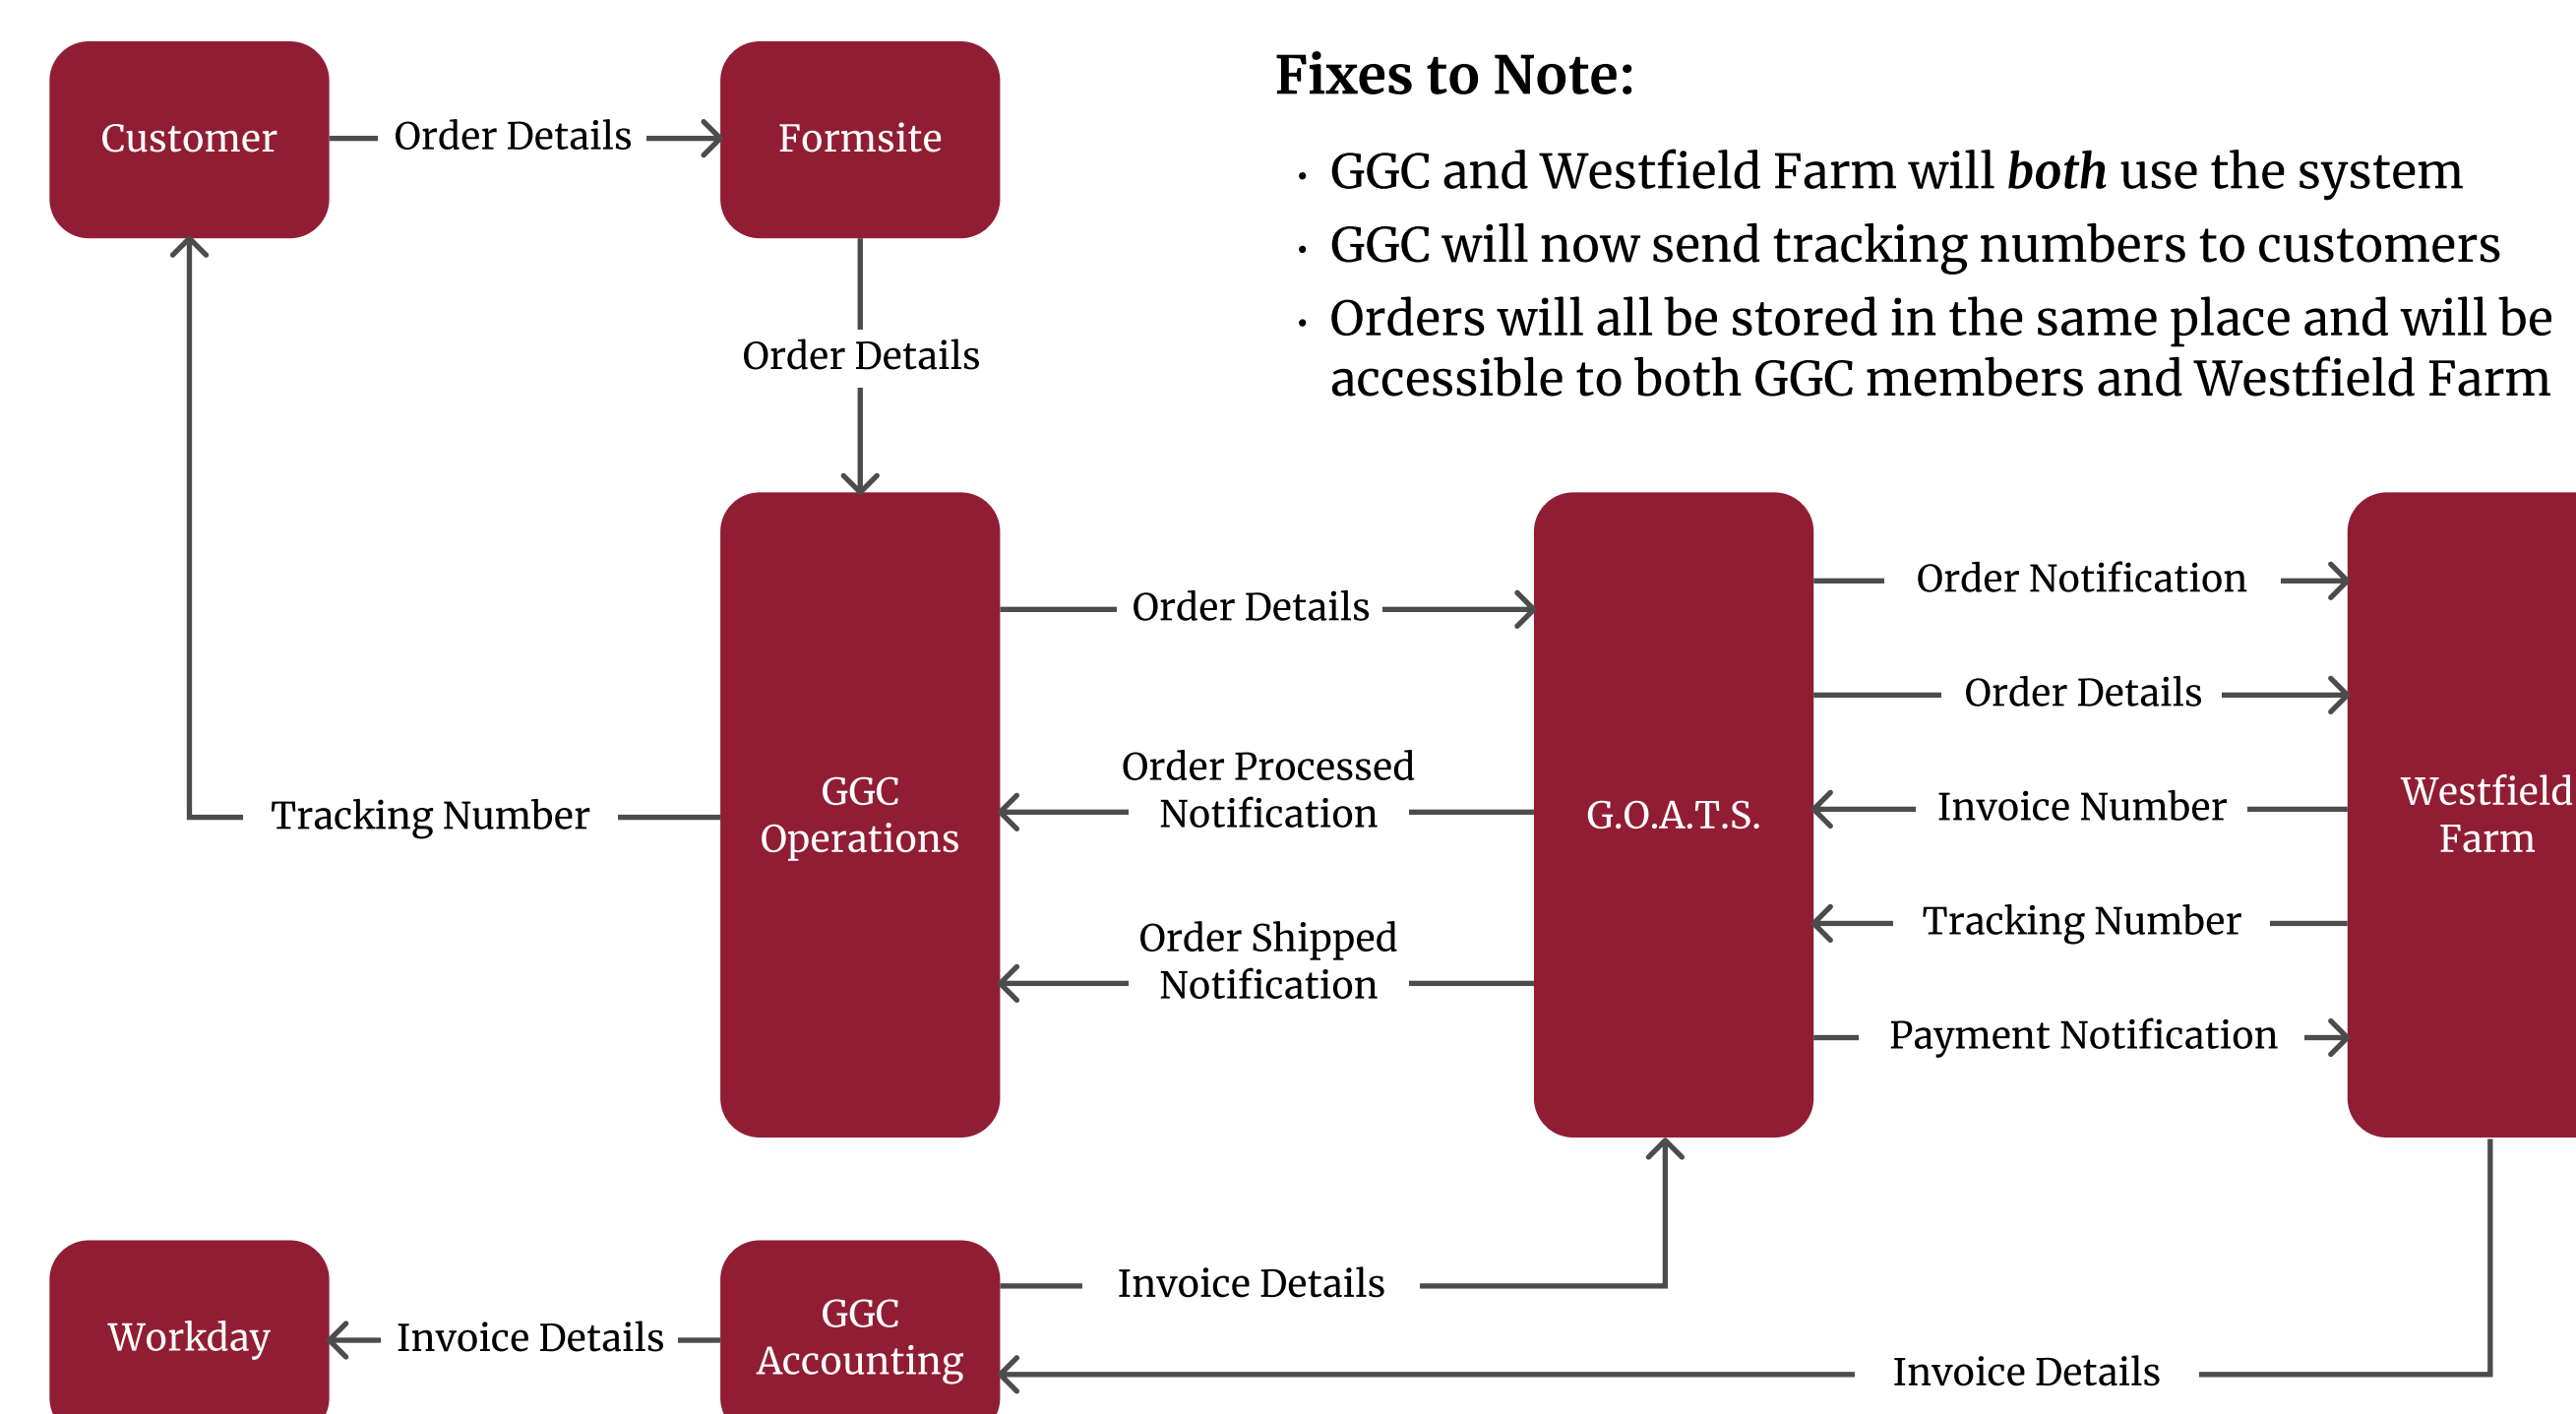 Customer
Order Details
Formsite
Fixes to Note:
· GGC and Westfield Farm will both use the system
· GGC will now send tracking numbers to customers
· Orders will all be stored in the same place and will be
accessible to both GGC members and Westfield Farm
Order Details
GGC
Operations
Order Details
Order Processed
Notification
Order Shipped
Notification
Tracking Number
G.O.A.T.S.
Order Notification
Order Details
Invoice Number
Tracking Number
Payment Notification
Westfield
Farm
Workday
Invoice Details
GGC
Accounting
Invoice Details
Invoice Details